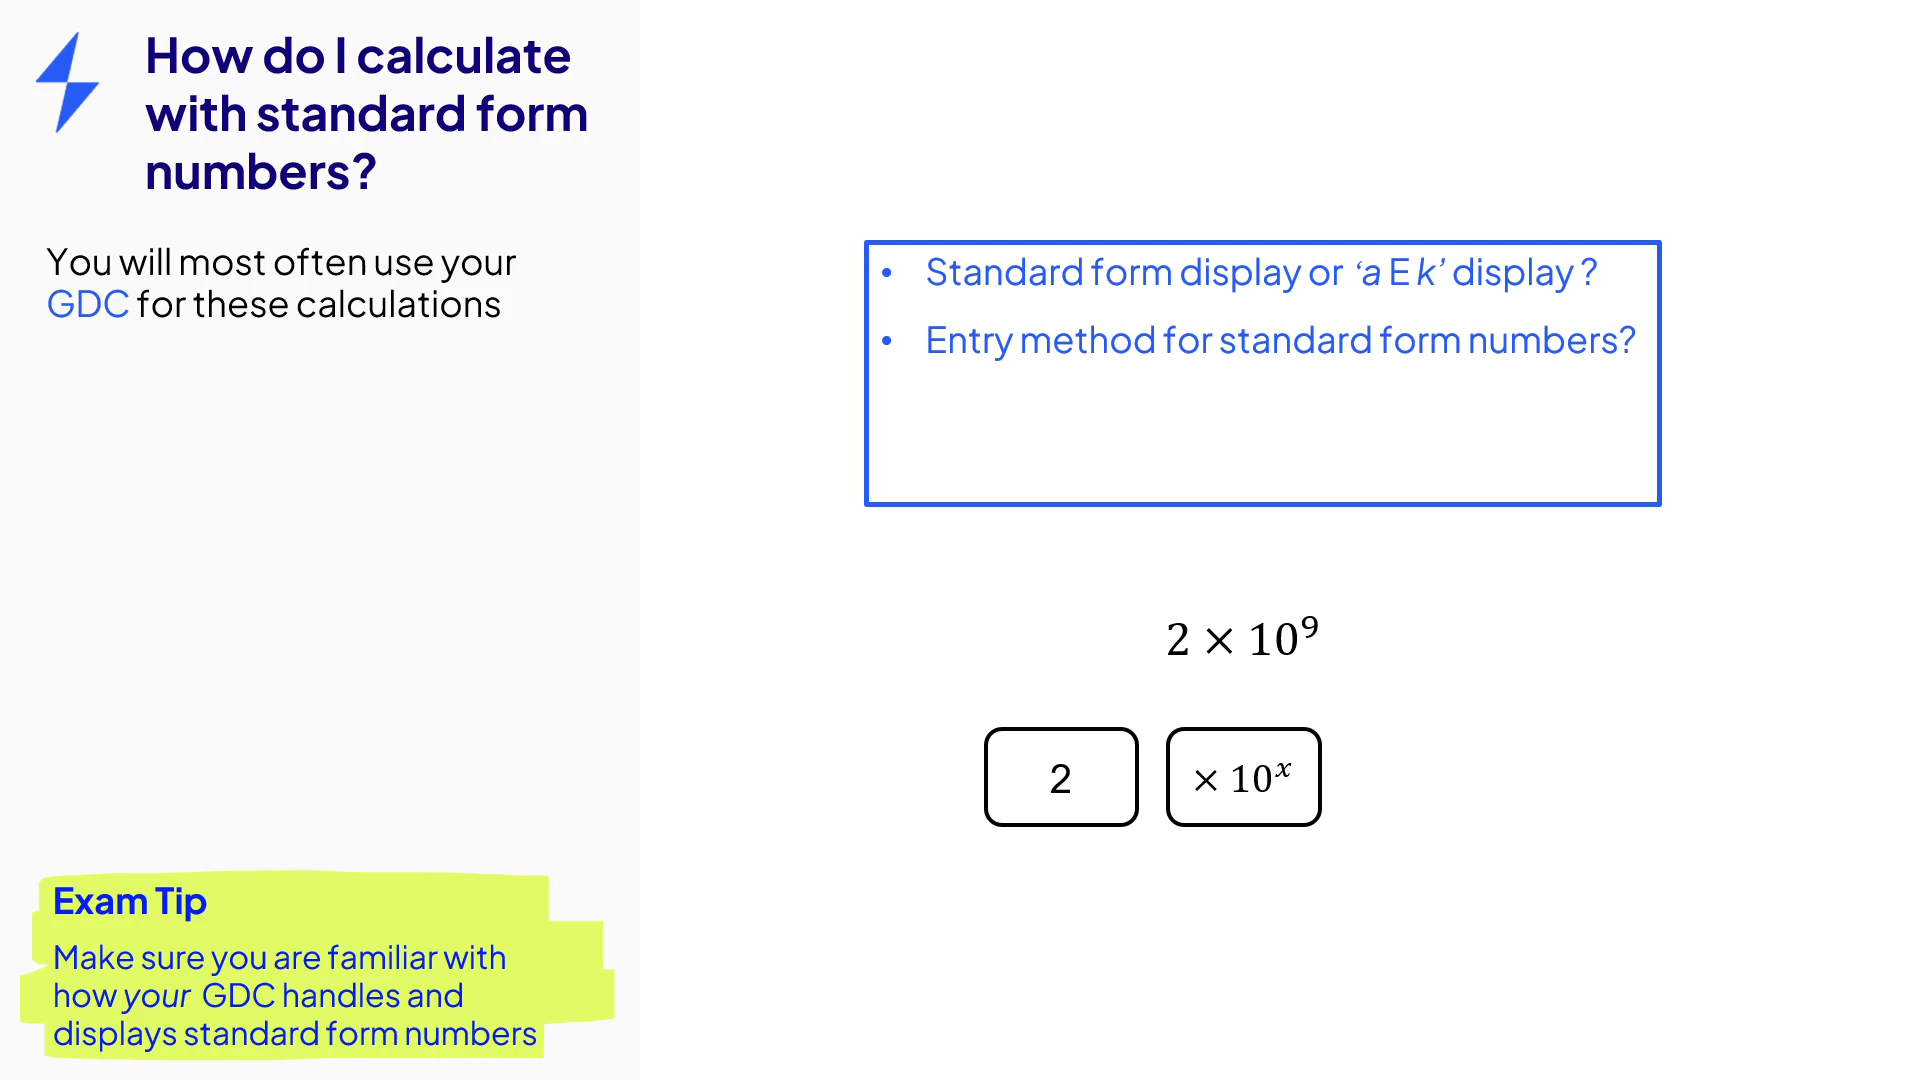 How do I calculate
with standard form
numbers?
You will most often use your
GDC for these calculations
• Standard form display or ‘a E k’ display ?
• Entry method for standard form numbers?
2 × 10⁹
2
× 10ˣ
Exam Tip
Make sure you are familiar with
how your GDC handles and
displays standard form numbers